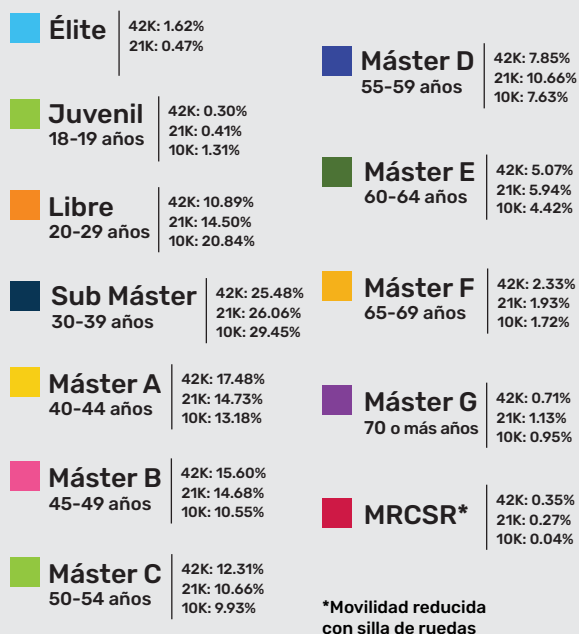 Élite
42K: 1.62%
21K: 0.47%
Juvenil
18-19 años
42K: 0.30%
21K: 0.41%
10K: 1.31%
Libre
20-29 años
42K: 10.89%
21K: 14.50%
10K: 20.84%
Sub Máster
30-39 años
42K: 25.48%
21K: 26.06%
10K: 29.45%
Máster A
40-44 años
42K: 17.48%
21K: 14.73%
10K: 13.18%
Máster B
45-49 años
42K: 15.60%
21K: 14.68%
10K: 10.55%
Máster C
50-54 años
42K: 12.31%
21K: 10.66%
10K: 9.93%
Máster D
55-59 años
42K: 7.85%
21K: 10.66%
10K: 7.63%
Máster E
60-64 años
42K: 5.07%
21K: 5.94%
10K: 4.42%
Máster F
65-69 años
42K: 2.33%
21K: 1.93%
10K: 1.72%
Máster G
70 o más años
42K: 0.71%
21K: 1.13%
10K: 0.95%
MRCSR*
42K: 0.35%
21K: 0.27%
10K: 0.04%
*Movilidad reducida
con silla de ruedas